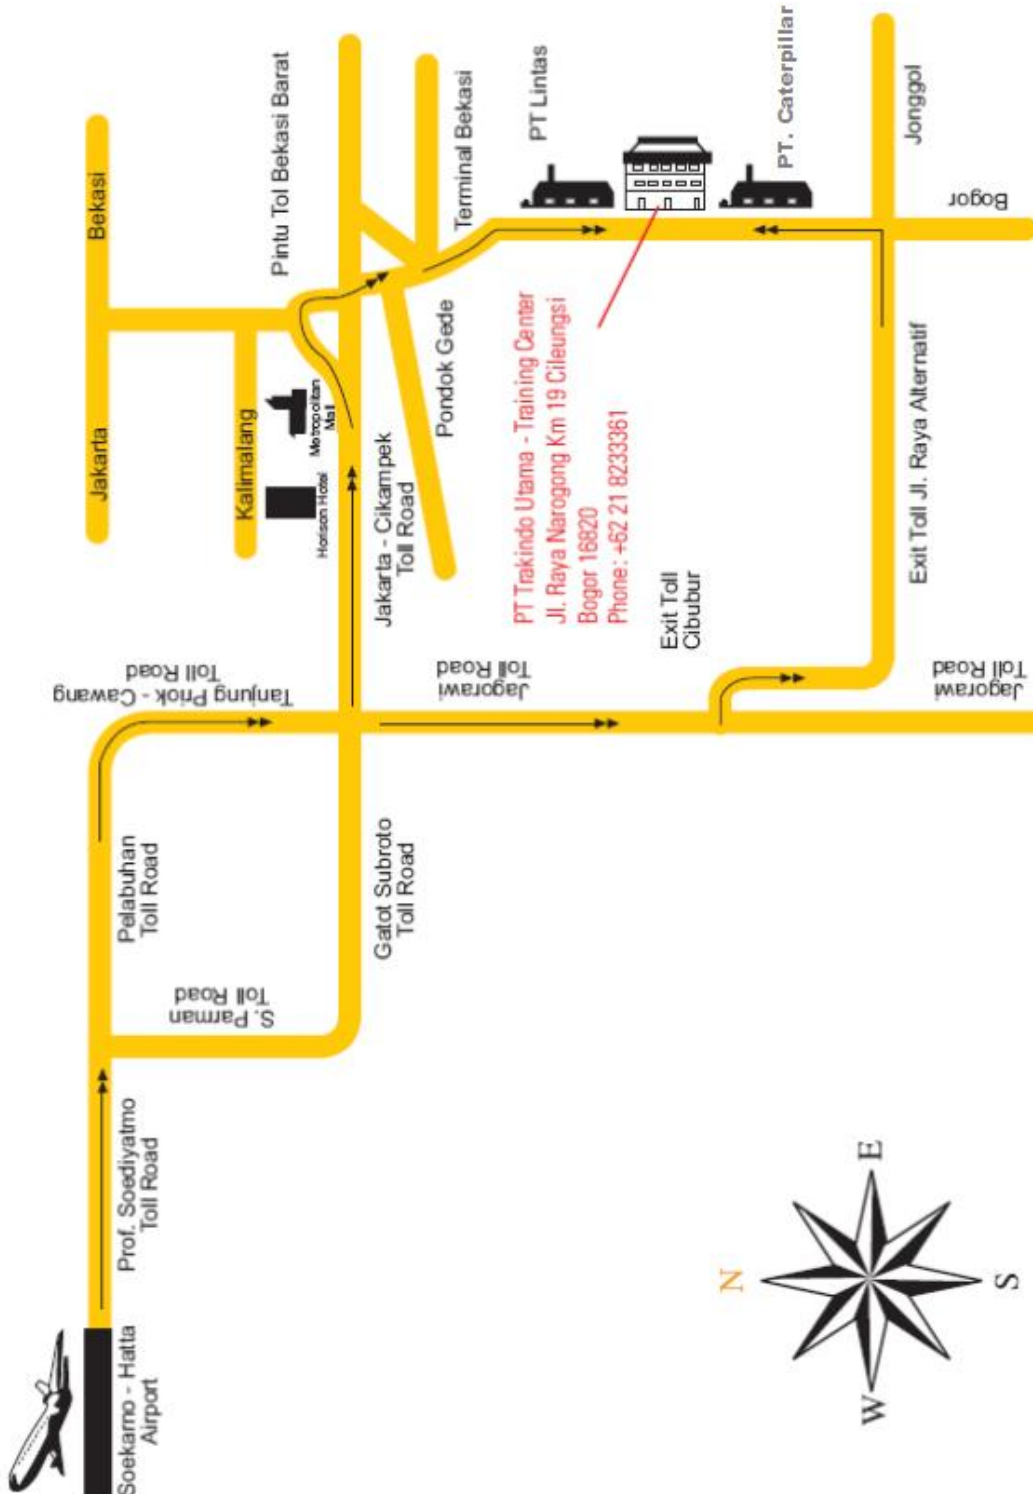 Soekarno - Hatta
Airport
Prof. Soediyatmo
Toll Road
S. Parman
Toll Road
Pelabuhan
Toll Road
Gatot Subroto
Toll Road
Tanjung Priok - Cawang
Toll Road
Jakarta
Bekasi
Kalimalang
Horison Hotel
Metropolitan
Mall
Pintu Tol Bekasi Barat
Jakarta - Cikampek
Toll Road
Pondok Gede
Terminal Bekasi
Jagorawi
Toll Road
PT Trakindo Utama - Training Center
Jl. Raya Narogong Km 19 Cileungsi
Bogor 16820
Phone: +62 21 8233361
PT Lintas
PT. Caterpillar
Exit Toll
Cibubur
Exit Toll Jl. Raya Alternatif
Jonggol
Bogor
Jagorawi
Toll Road
N
E
S
W